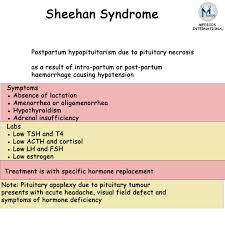 Sheehan Syndrome
MEDICOS
INTERNATIONAL
Postpartum hypopituitarism due to pituitary necrosis
as a result of intra-partum or post-partum
haemorrhage causing hypotension
Symptoms
• Absence of lactation
• Amenorrhea or oligomenorrhea
• Hypothyroidism
• Adrenal insufficiency
Labs
• Low TSH and T4
• Low ACTH and cortisol
• Low LH and FSH
• Low estrogen
Treatment is with specific hormone replacement
Note: Pituitary apoplexy due to pituitary tumour
presents with acute headache, visual field defect and
symptoms of hormone deficiency